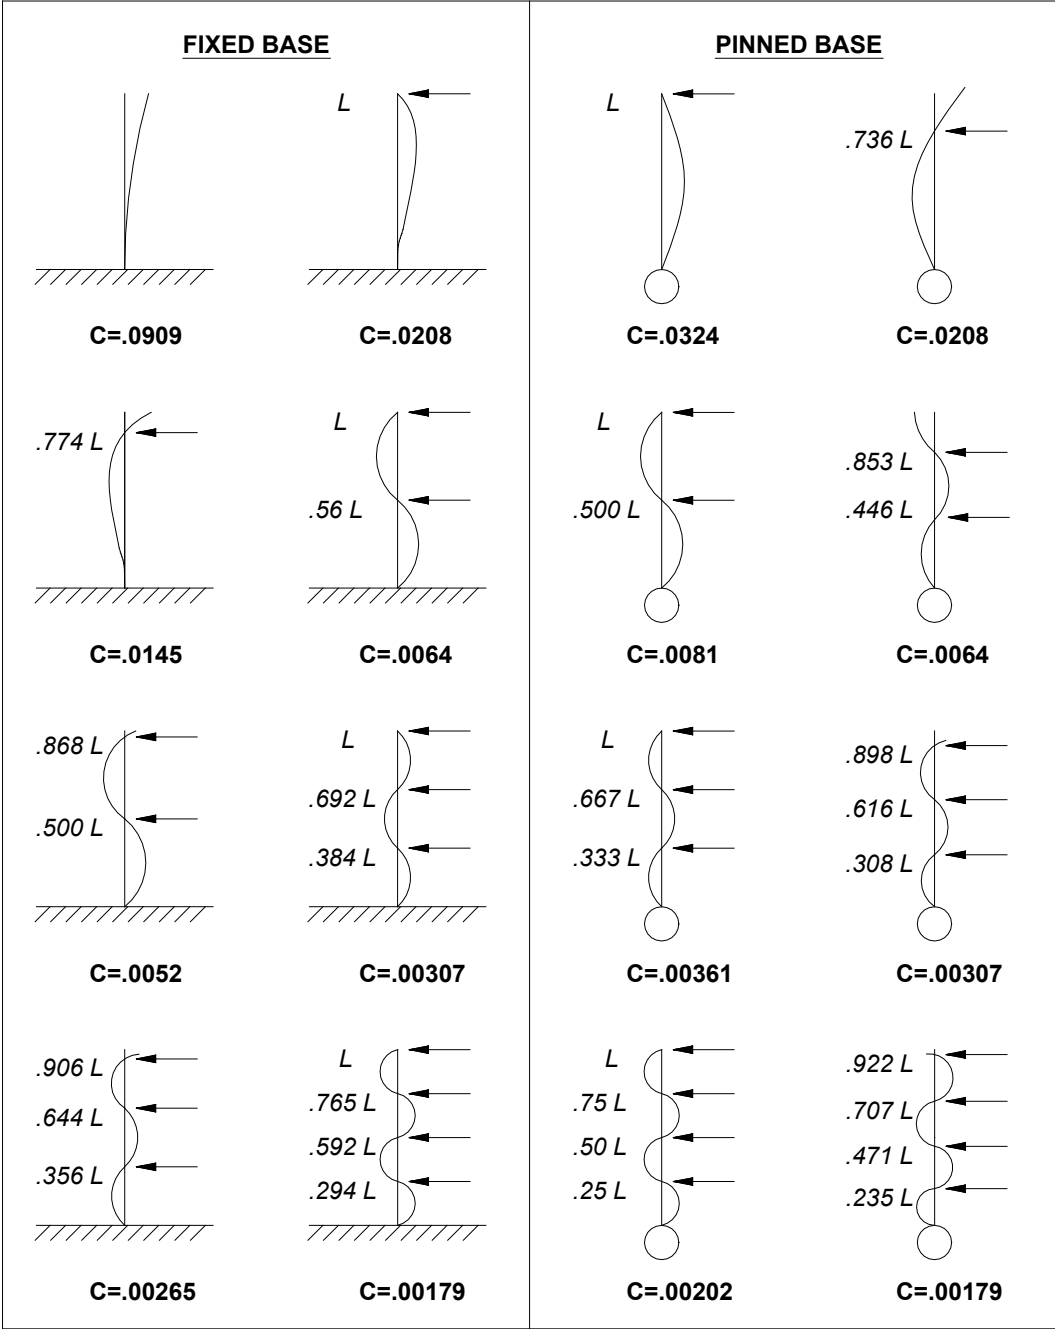 FIXED BASE
PINNED BASE
L
L
.736 L
C=.0909
C=.0208
C=.0324
C=.0208
.774 L
L
.56 L
L
.500 L
.853 L
.446 L
C=.0145
C=.0064
C=.0081
C=.0064
.868 L
.500 L
L
.692 L
.384 L
L
.667 L
.333 L
.898 L
.616 L
.308 L
C=.0052
C=.00307
C=.00361
C=.00307
.906 L
.644 L
.356 L
L
.765 L
.592 L
.294 L
L
.75 L
.50 L
.25 L
.922 L
.707 L
.471 L
.235 L
C=.00265
C=.00179
C=.00202
C=.00179